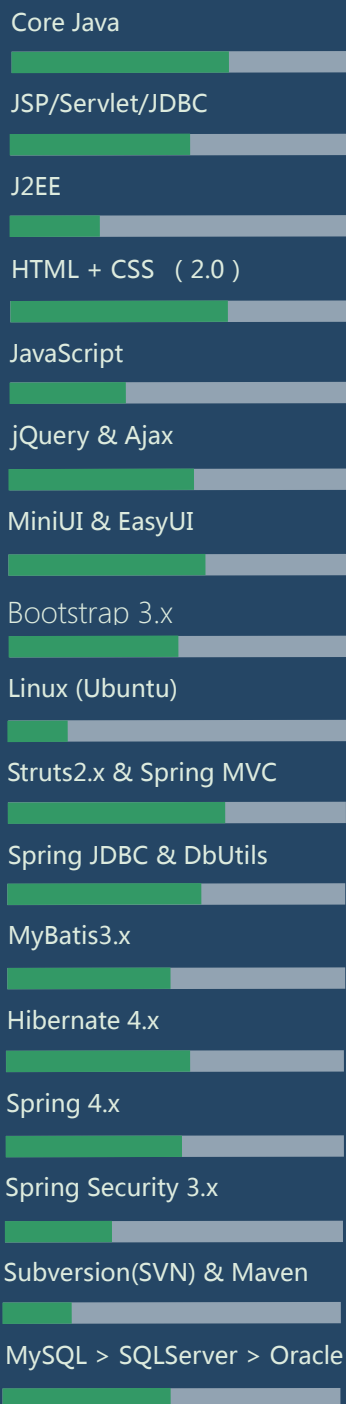 Core Java
JSP/Servlet/JDBC
J2EE
HTML + CSS ( 2.0 )
JavaScript
jQuery & Ajax
MiniUI & EasyUI
Bootstrap 3.x
Linux (Ubuntu)
Struts2.x & Spring MVC
Spring JDBC & DbUtils
MyBatis3.x
Hibernate 4.x
Spring 4.x
Spring Security 3.x
Subversion(SVN) & Maven
MySQL > SQLServer > Oracle